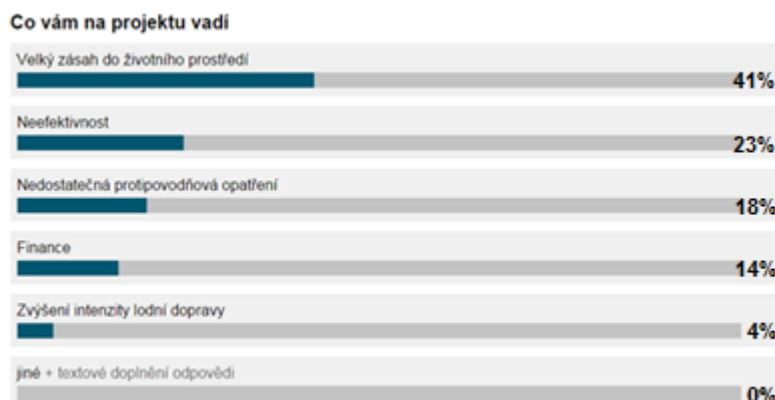 Co vám na projektu vadí
Velký zásah do životního prostředí
41%
Neefektivnost
23%
Nedostatečná protipovodňová opatření
18%
Finance
14%
Zvýšení intenzity lodní dopravy
4%
jiné + textové doplnění odpovědi
0%